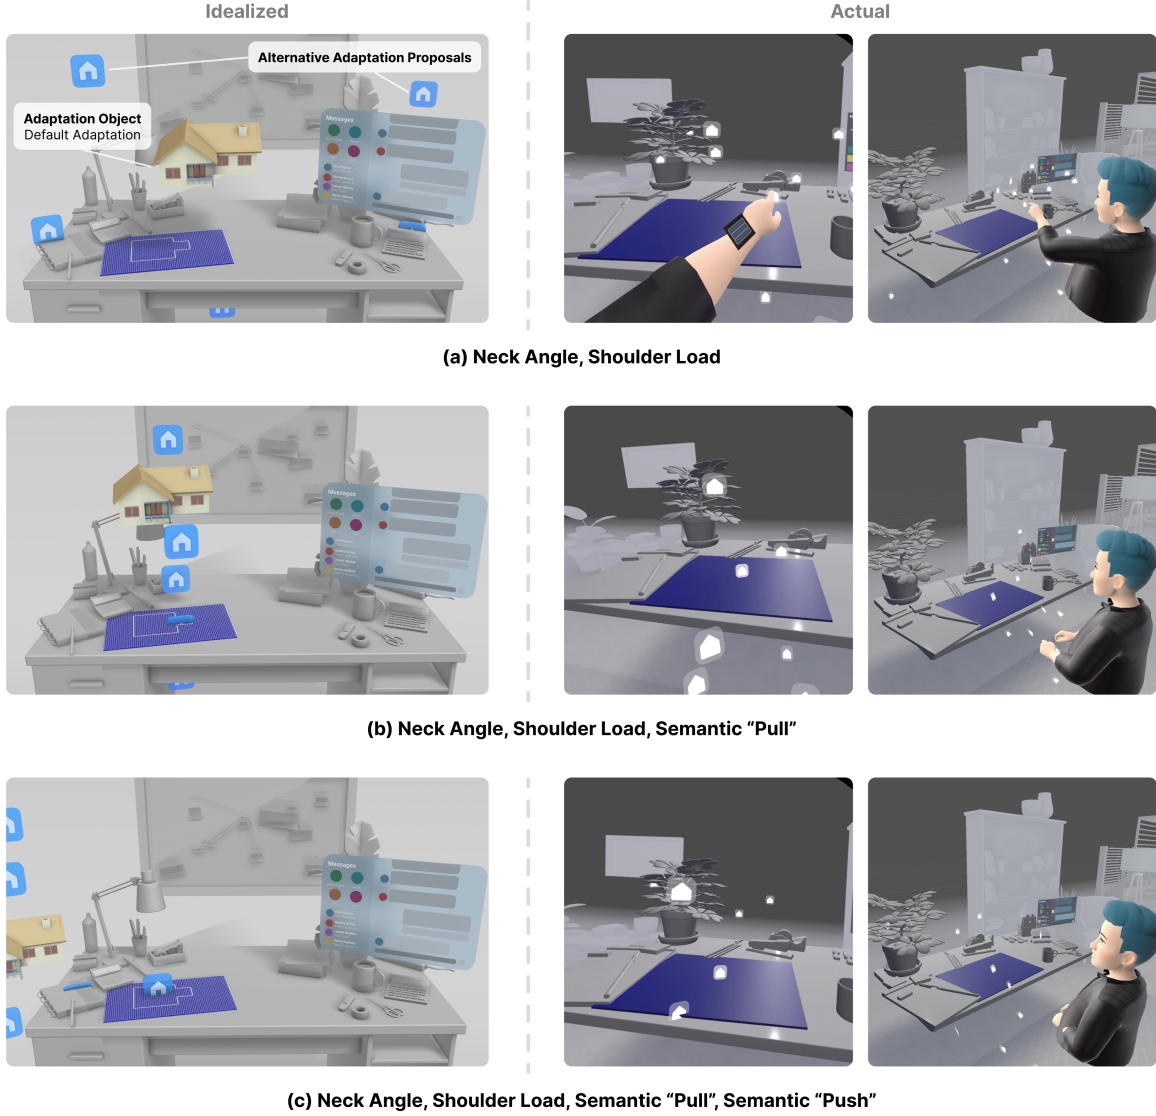 Idealized
Actual
Alternative Adaptation Proposals
Adaptation Object
Default Adaptation
Messages
(a) Neck Angle, Shoulder Load
Messages
(b) Neck Angle, Shoulder Load, Semantic “Pull”
Messages
(c) Neck Angle, Shoulder Load, Semantic “Pull”, Semantic “Push”